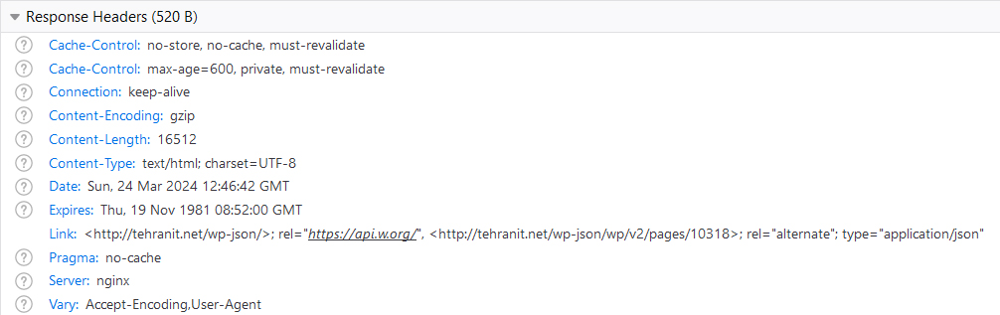 Response Headers (520 B)
Cache-Control: no-store, no-cache, must-revalidate
Cache-Control: max-age=600, private, must-revalidate
Connection: keep-alive
Content-Encoding: gzip
Content-Length: 16512
Content-Type: text/html; charset=UTF-8
Date: Sun, 24 Mar 2024 12:46:42 GMT
Expires: Thu, 19 Nov 1981 08:52:00 GMT
Link: <http://tehranit.net/wp-json/>; rel="https://api.w.org/", <http://tehranit.net/wp-json/wp/v2/pages/10318>; rel="alternate"; type="application/json"
Pragma: no-cache
Server: nginx
Vary: Accept-Encoding,User-Agent